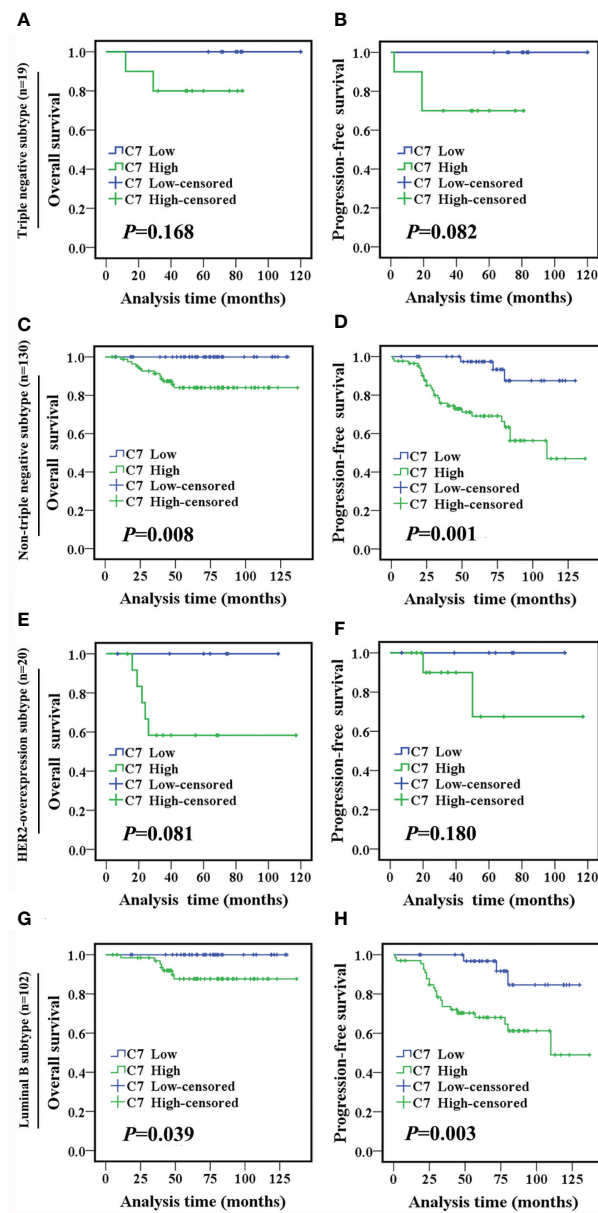 A
Triple negative subtype (n=19)
Overall survival
1.0
0.8
0.6
0.4
0.2
0.0
C7 Low
C7 High
C7 Low-censored
C7 High-censored
P=0.168
0 20 40 60 80 100 120
Analysis time (months)
B
Progression-free survival
1.0
0.8
0.6
0.4
0.2
0.0
C7 Low
C7 High
C7 Low-censored
C7 High-censored
P=0.082
0 20 40 60 80 100 120
Analysis time (months)
C
Non-triple negative subtype (n=130)
Overall survival
1.0
0.8
0.6
0.4
0.2
0.0
C7 Low
C7 High
C7 Low-censored
C7 High-censored
P=0.008
0 25 50 75 100 125
Analysis time (months)
D
Progression-free survival
1.0
0.8
0.6
0.4
0.2
0.0
C7 Low
C7 High
C7 Low-censored
C7 High-censored
P=0.001
0 25 50 75 100 125
Analysis time (months)
E
HER2-overexpression subtype (n=20)
Overall survival
1.0
0.8
0.6
0.4
0.2
0.0
C7 Low
C7 High
C7 Low-censored
C7 High-censored
P=0.081
0 20 40 60 80 100 120
Analysis time (months)
F
Progression-free survival
1.0
0.8
0.6
0.4
0.2
0.0
C7 Low
C7 High
C7 Low-censored
C7 High-censored
P=0.180
0 20 40 60 80 100 120
Analysis time (months)
G
Luminal B subtype (n=102)
Overall survival
1.0
0.8
0.6
0.4
0.2
0.0
C7 Low
C7 High
C7 Low-censored
C7 High-censored
P=0.039
0 25 50 75 100 125
Analysis time (months)
H
Progression-free survival
1.0
0.8
0.6
0.4
0.2
0.0
C7 Low
C7 High
C7 Low-censsored
C7 High-censored
P=0.003
0 25 50 75 100 125
Analysis time (months)